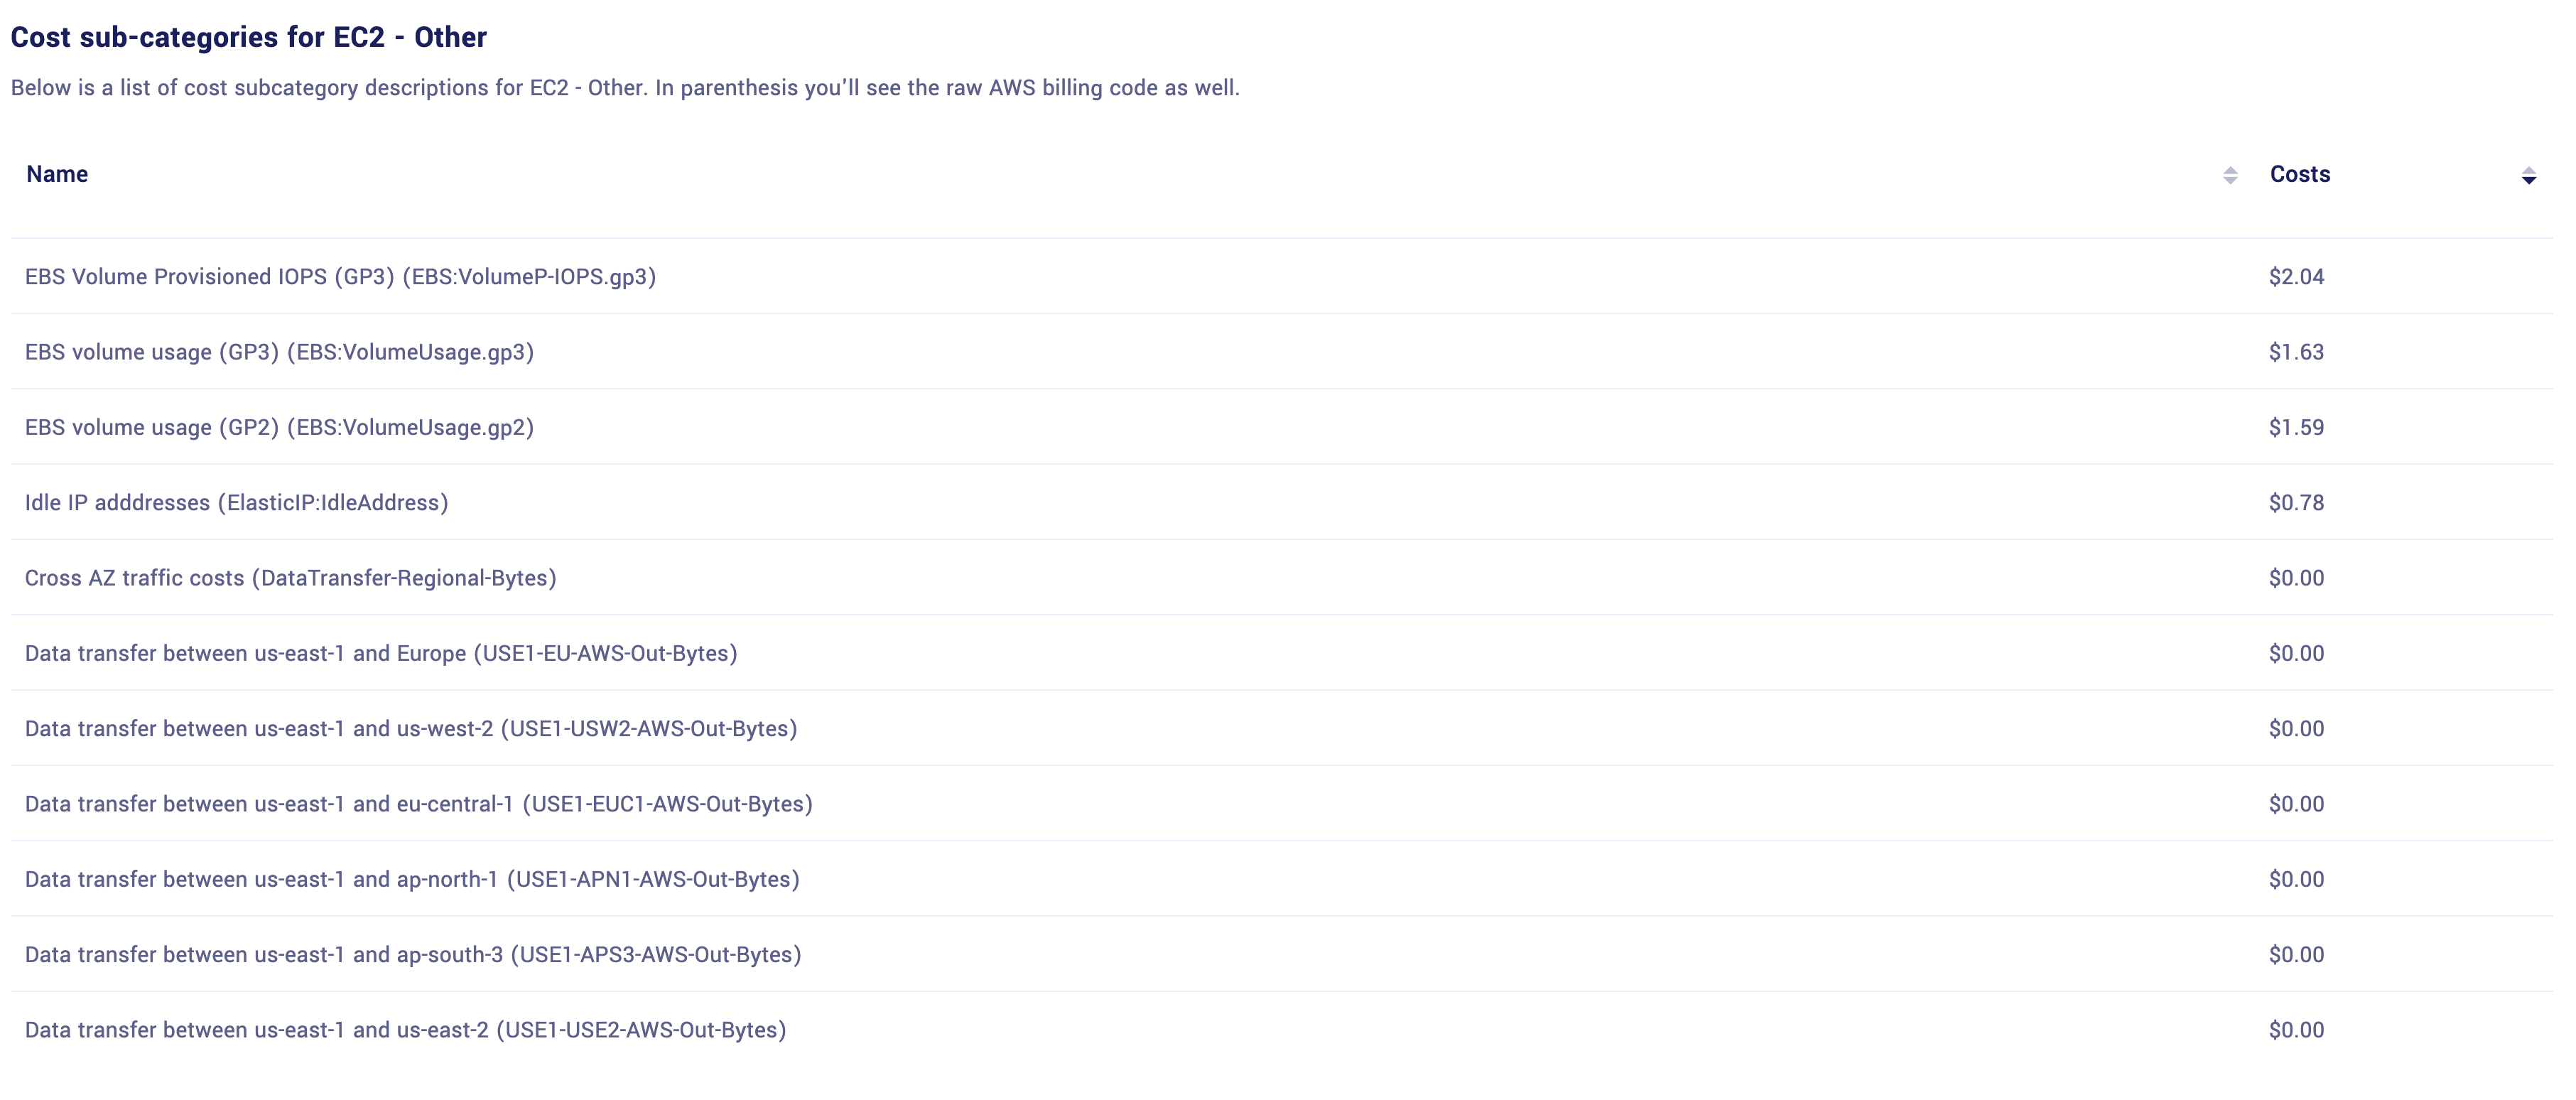 Cost sub-categories for EC2 - Other
Below is a list of cost subcategory descriptions for EC2 - Other. In parenthesis you'll see the raw AWS billing code as well.
Name Costs
EBS Volume Provisioned IOPS (GP3) (EBS:VolumeP-IOPS.gp3) $2.04
EBS volume usage (GP3) (EBS:VolumeUsage.gp3) $1.63
EBS volume usage (GP2) (EBS:VolumeUsage.gp2) $1.59
Idle IP adddresses (ElasticIP:IdleAddress) $0.78
Cross AZ traffic costs (DataTransfer-Regional-Bytes) $0.00
Data transfer between us-east-1 and Europe (USE1-EU-AWS-Out-Bytes) $0.00
Data transfer between us-east-1 and us-west-2 (USE1-USW2-AWS-Out-Bytes) $0.00
Data transfer between us-east-1 and eu-central-1 (USE1-EUC1-AWS-Out-Bytes) $0.00
Data transfer between us-east-1 and ap-north-1 (USE1-APN1-AWS-Out-Bytes) $0.00
Data transfer between us-east-1 and ap-south-3 (USE1-APS3-AWS-Out-Bytes) $0.00
Data transfer between us-east-1 and us-east-2 (USE1-USE2-AWS-Out-Bytes) $0.00